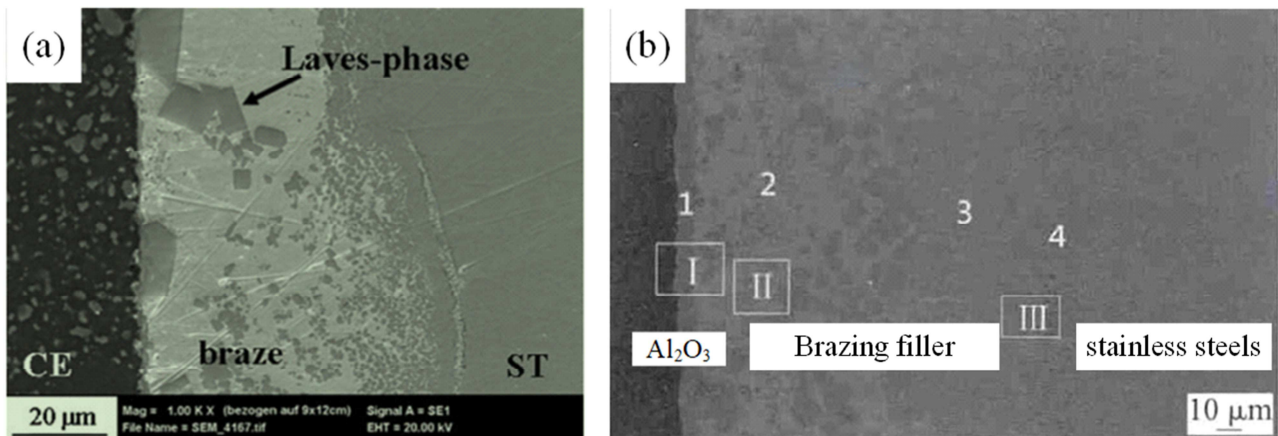 (a)
Laves-phase
CE
braze
ST
20 µm
Mag = 1.00 K X (bezogen auf 9x12cm) Signal A = SE1
File Name = SEM_4167.tif EHT = 20.00 kV
(b)
1
2
3
4
I
II
III
Al₂O₃
Brazing filler
stainless steels
10 µm